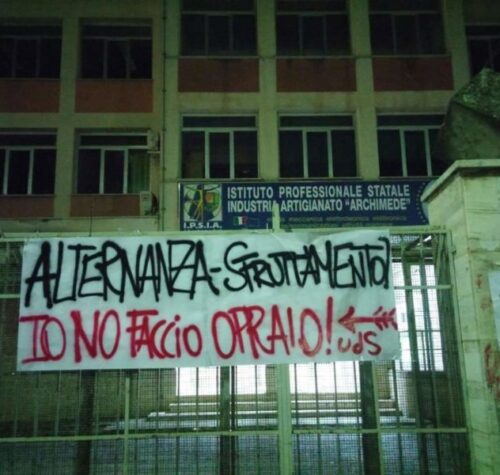 ISTITUTO PROFESSIONALE STATALE
I.P.S.I.A.
INDUSTRIA ARTIGIANATO "ARCHIMEDE"
ALTERNANZA-SFRUTTAMENTO?
IO NO FACCIO OPRAIO!
UdS